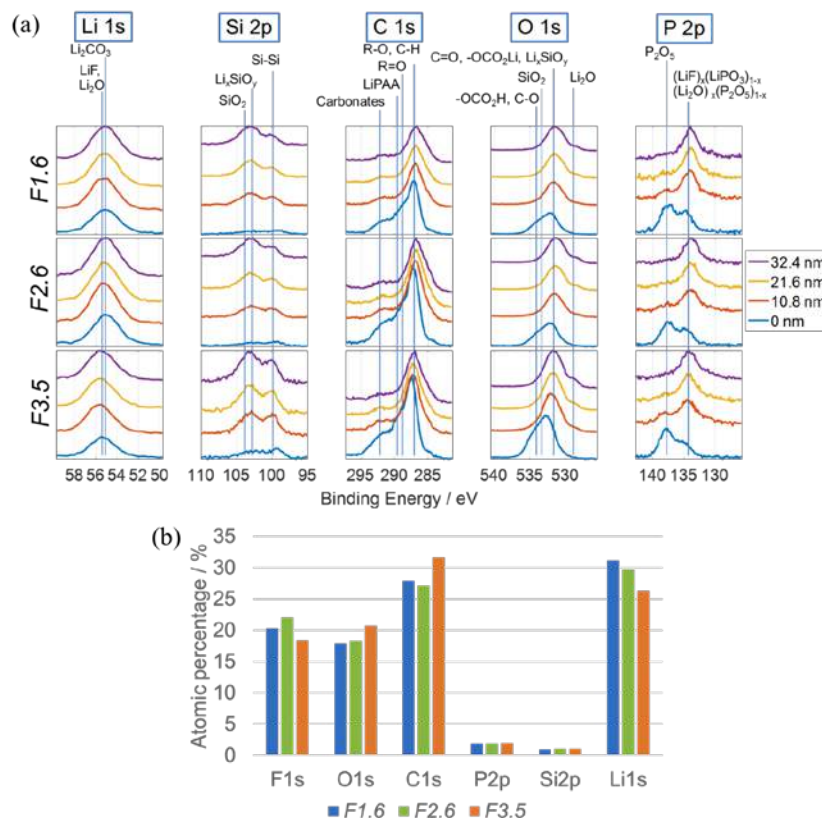 (a)
Li 1s Si 2p C 1s O 1s P 2p
Li₂CO₃
LiF,
Li₂O
Si-Si
LiₓSiOᵧ
SiO₂
R-O, C-H
R=O
LiPAA
Carbonates
C=O, -OCO₂Li, LiₓSiOᵧ
SiO₂ Li₂O
-OCO₂H, C-O
P₂O₅
(LiF)ₓ(LiPO₃)₁₋ₓ
(Li₂O)ₓ(P₂O₅)₁₋ₓ
F1.6
F2.6
F3.5
32.4 nm
21.6 nm
10.8 nm
0 nm
58 56 54 52 50 110 105 100 95 295 290 285 540 535 530 140 135 130
Binding Energy / eV
(b)
Atomic percentage / %
35
30
25
20
15
10
5
0
F1s O1s C1s P2p Si2p Li1s
F1.6 F2.6 F3.5